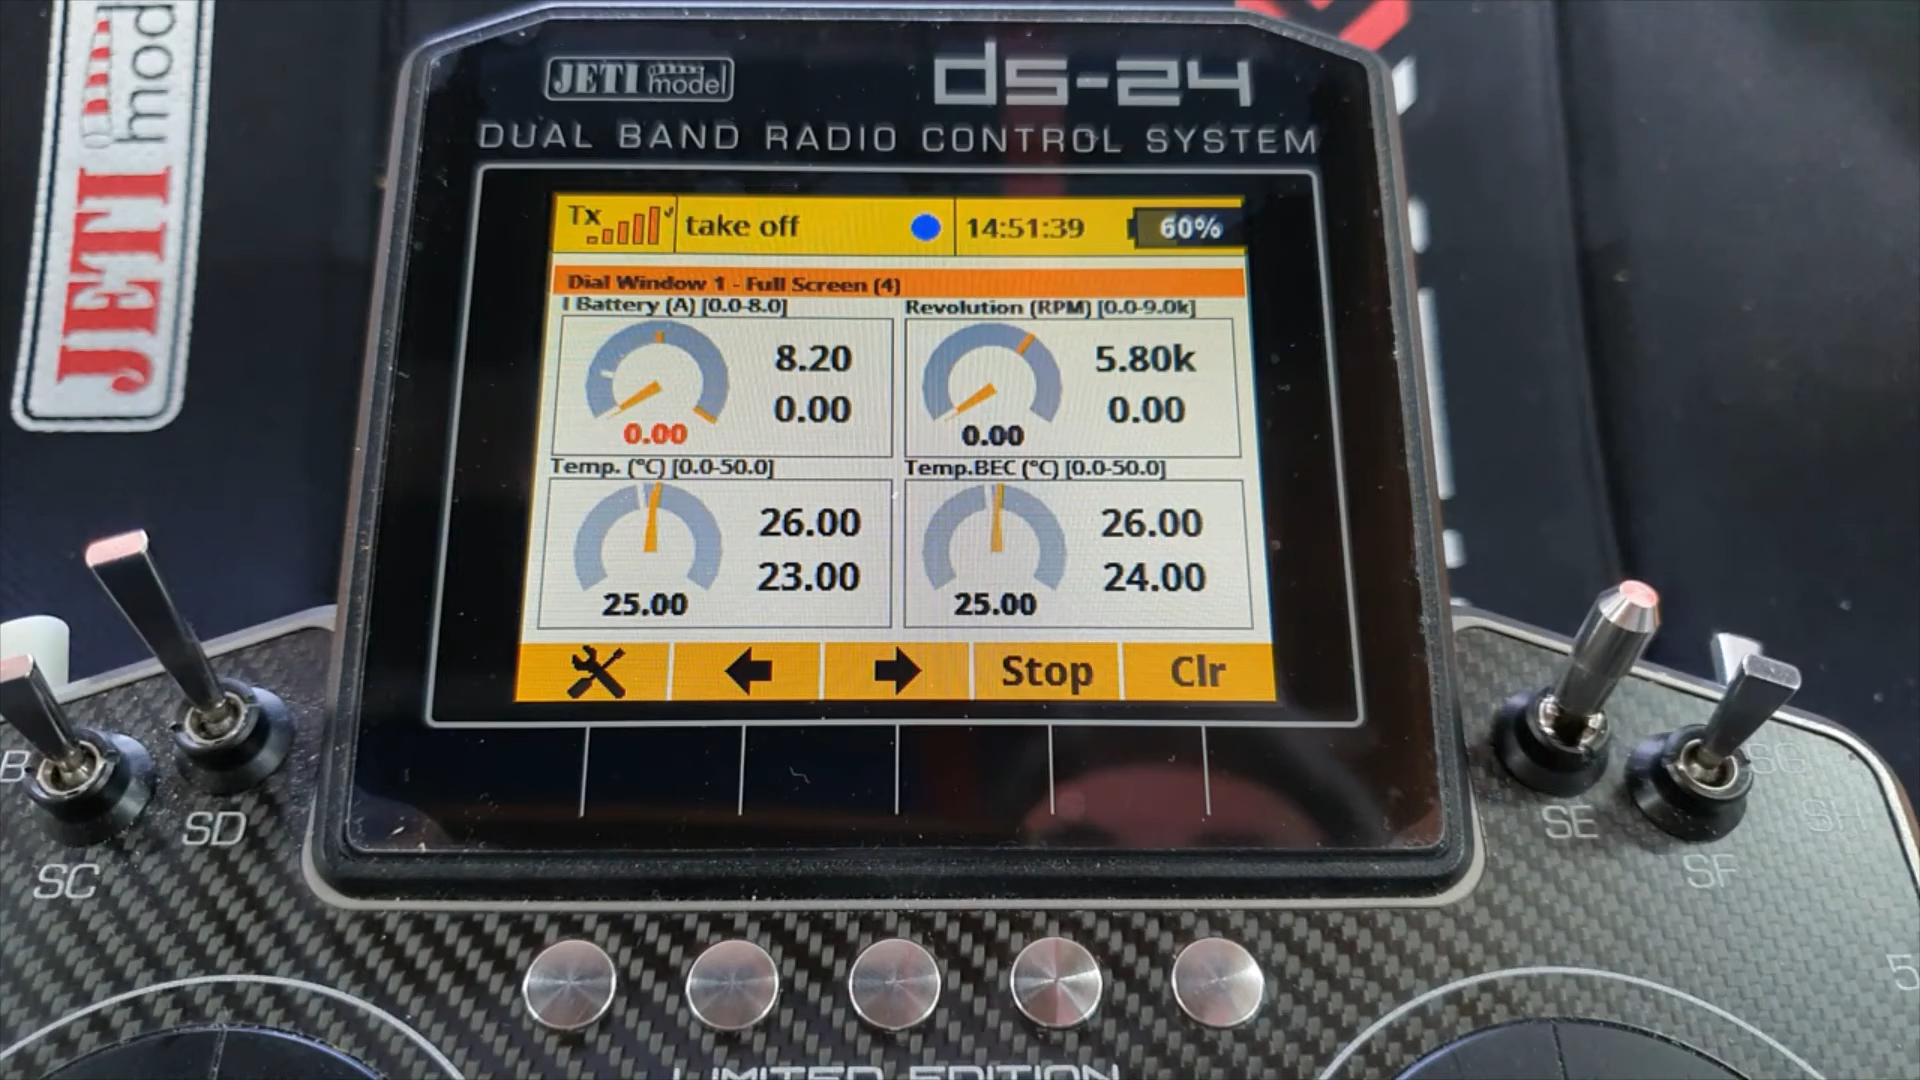 JETI model
JETI model
ds-24
DUAL BAND RADIO CONTROL SYSTEM
Tx
take off
14:51:39
60%
Dial Window 1 - Full Screen (4)
I Battery (A) [0.0-8.0]
8.20
0.00
0.00
Revolution (RPM) [0.0-9.0k]
5.80k
0.00
0.00
Temp. (°C) [0.0-50.0]
26.00
23.00
25.00
Temp.BEC (°C) [0.0-50.0]
26.00
24.00
25.00
Stop
Clr
B
SC
SD
SE
SF
SG
SH
5
LIMITED EDITION